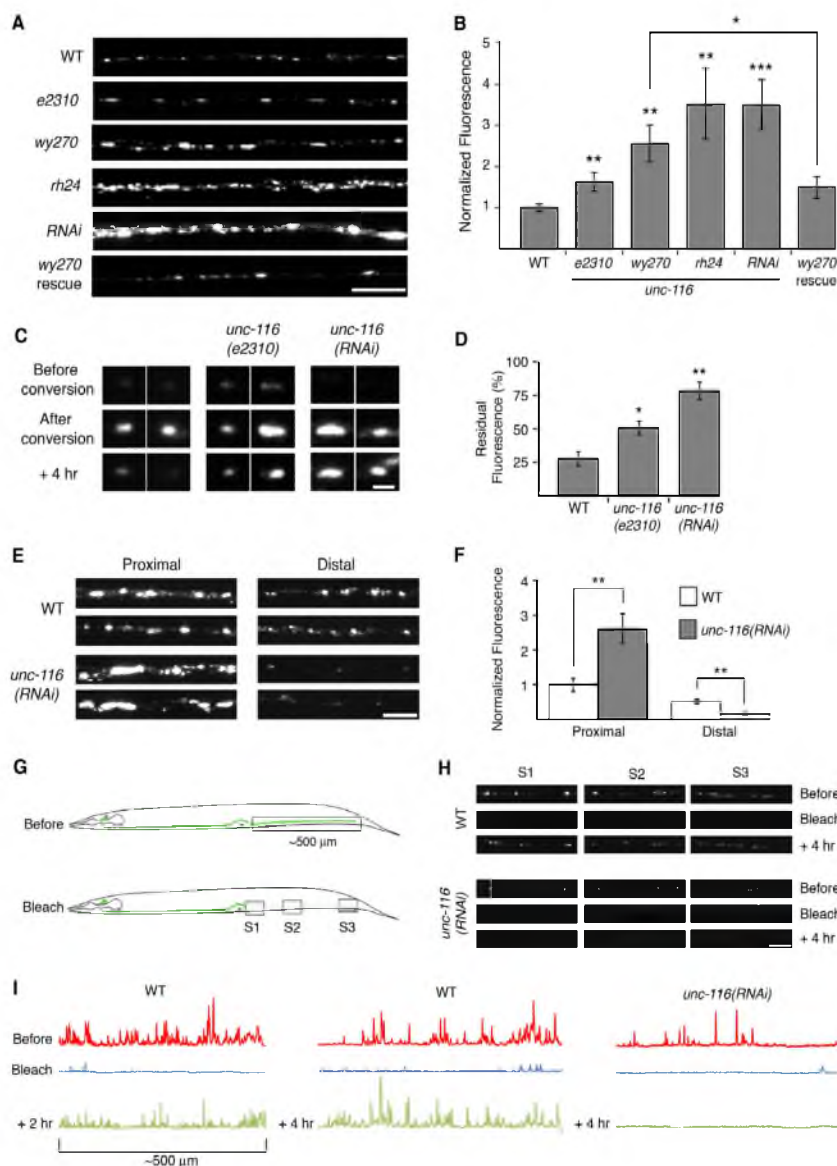 A
WT
e2310
wy270
rh24
RNAi
wy270
rescue
B
Normalized Fluorescence
5
4
3
2
1
**
**
**
***
*
WT
e2310
wy270
rh24
RNAi
wy270
rescue
unc-116
C
unc-116
(e2310)
unc-116
(RNAi)
Before
conversion
After
conversion
+ 4 hr
D
Residual
Fluorescence (%)
100
75
50
25
*
**
WT
unc-116
(e2310)
unc-116
(RNAi)
E
Proximal
Distal
WT
unc-116
(RNAi)
F
Normalized Fluorescence
4
3
2
1
**
**
WT
unc-116(RNAi)
Proximal
Distal
G
Before
~500 μm
Bleach
S1
S2
S3
H
S1
S2
S3
WT
Before
Bleach
+ 4 hr
unc-116
(RNAi)
Before
Bleach
+ 4 hr
I
WT
WT
unc-116(RNAi)
Before
Bleach
+ 2 hr
+ 4 hr
+ 4 hr
~500 μm